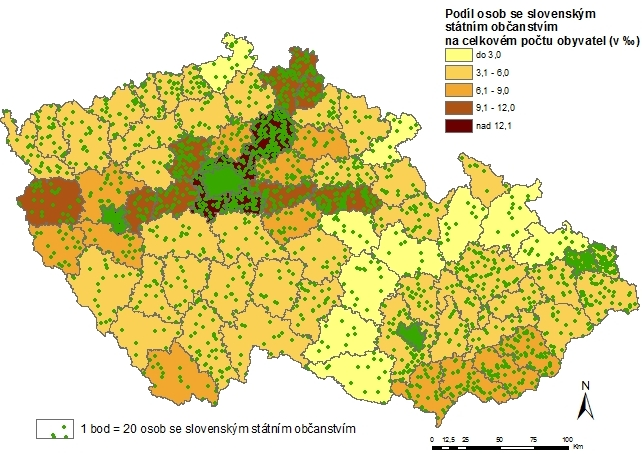 Podíl osob se slovenským
státním občanstvím
na celkovém počtu obyvatel (v ‰)
do 3,0
3,1 - 6,0
6,1 - 9,0
9,1 - 12,0
nad 12,1
N
1 bod = 20 osob se slovenským státním občanstvím
0 12,5 25 50 75 100
Km